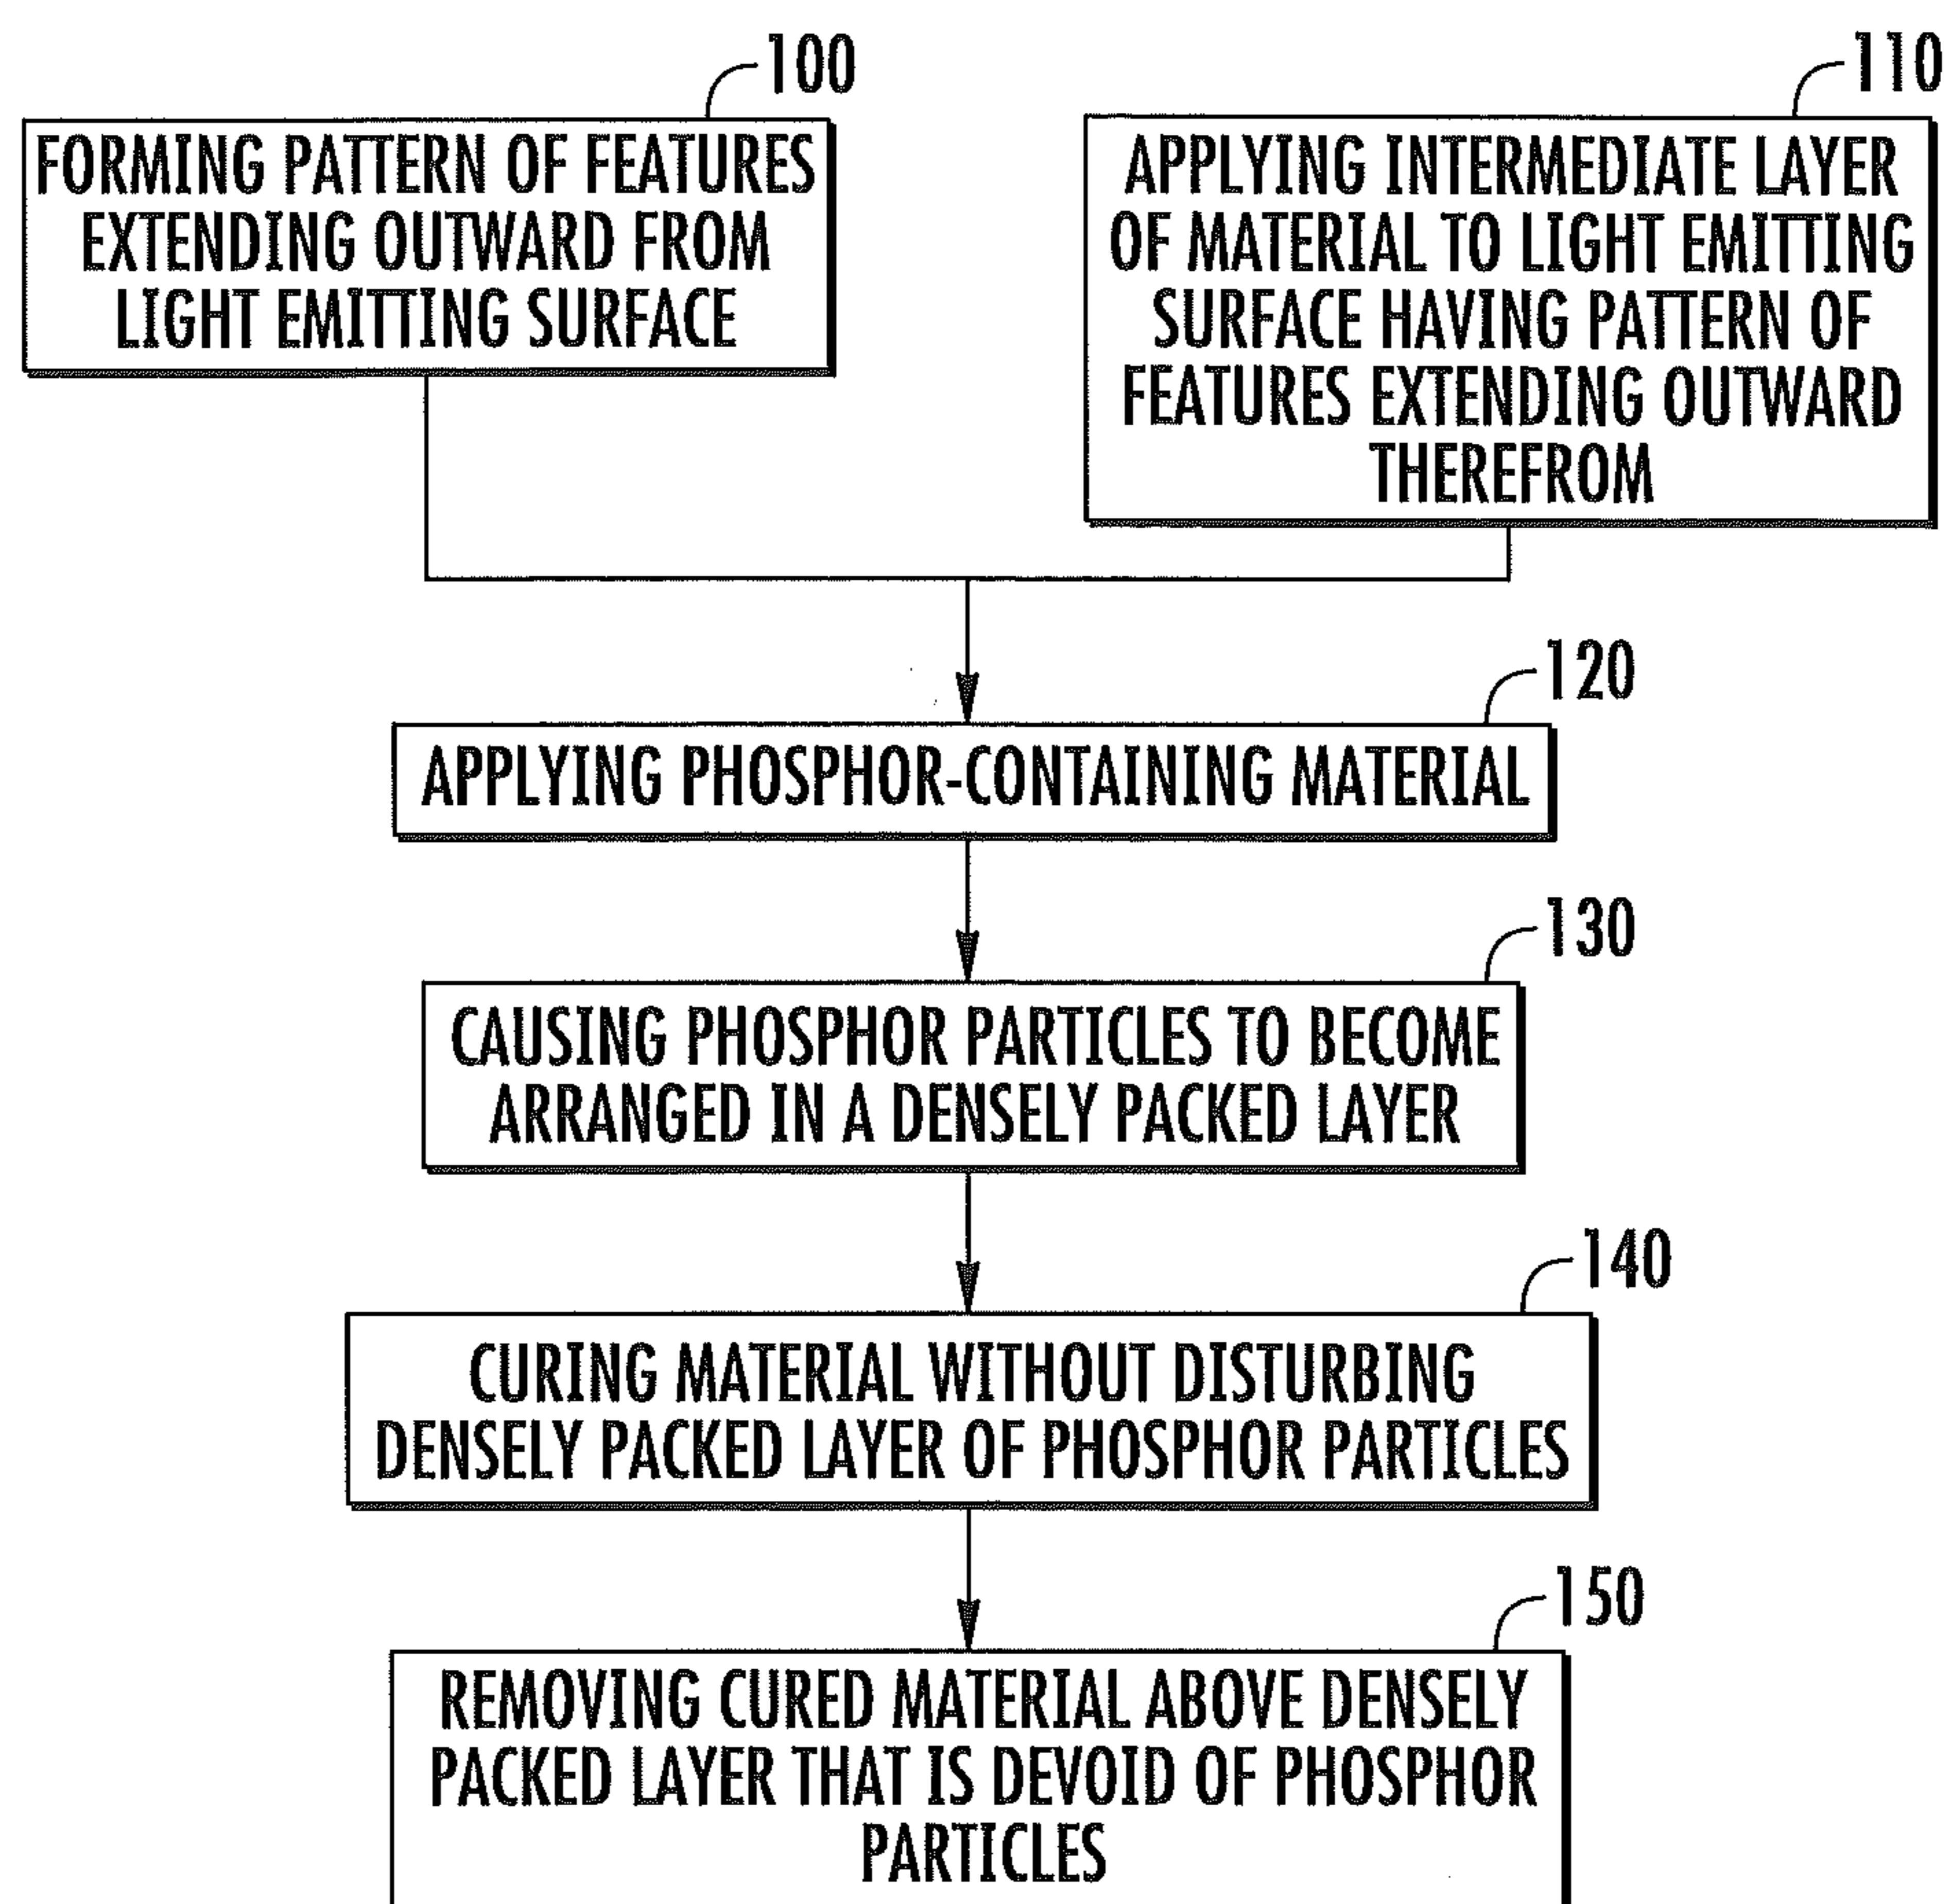 100
FORMING PATTERN OF FEATURES
EXTENDING OUTWARD FROM
LIGHT EMITTING SURFACE
110
APPLYING INTERMEDIATE LAYER
OF MATERIAL TO LIGHT EMITTING
SURFACE HAVING PATTERN OF
FEATURES EXTENDING OUTWARD
THEREFROM
120
APPLYING PHOSPHOR-CONTAINING MATERIAL
130
CAUSING PHOSPHOR PARTICLES TO BECOME
ARRANGED IN A DENSELY PACKED LAYER
140
CURING MATERIAL WITHOUT DISTURBING
DENSELY PACKED LAYER OF PHOSPHOR PARTICLES
150
REMOVING CURED MATERIAL ABOVE DENSELY
PACKED LAYER THAT IS DEVOID OF PHOSPHOR
PARTICLES